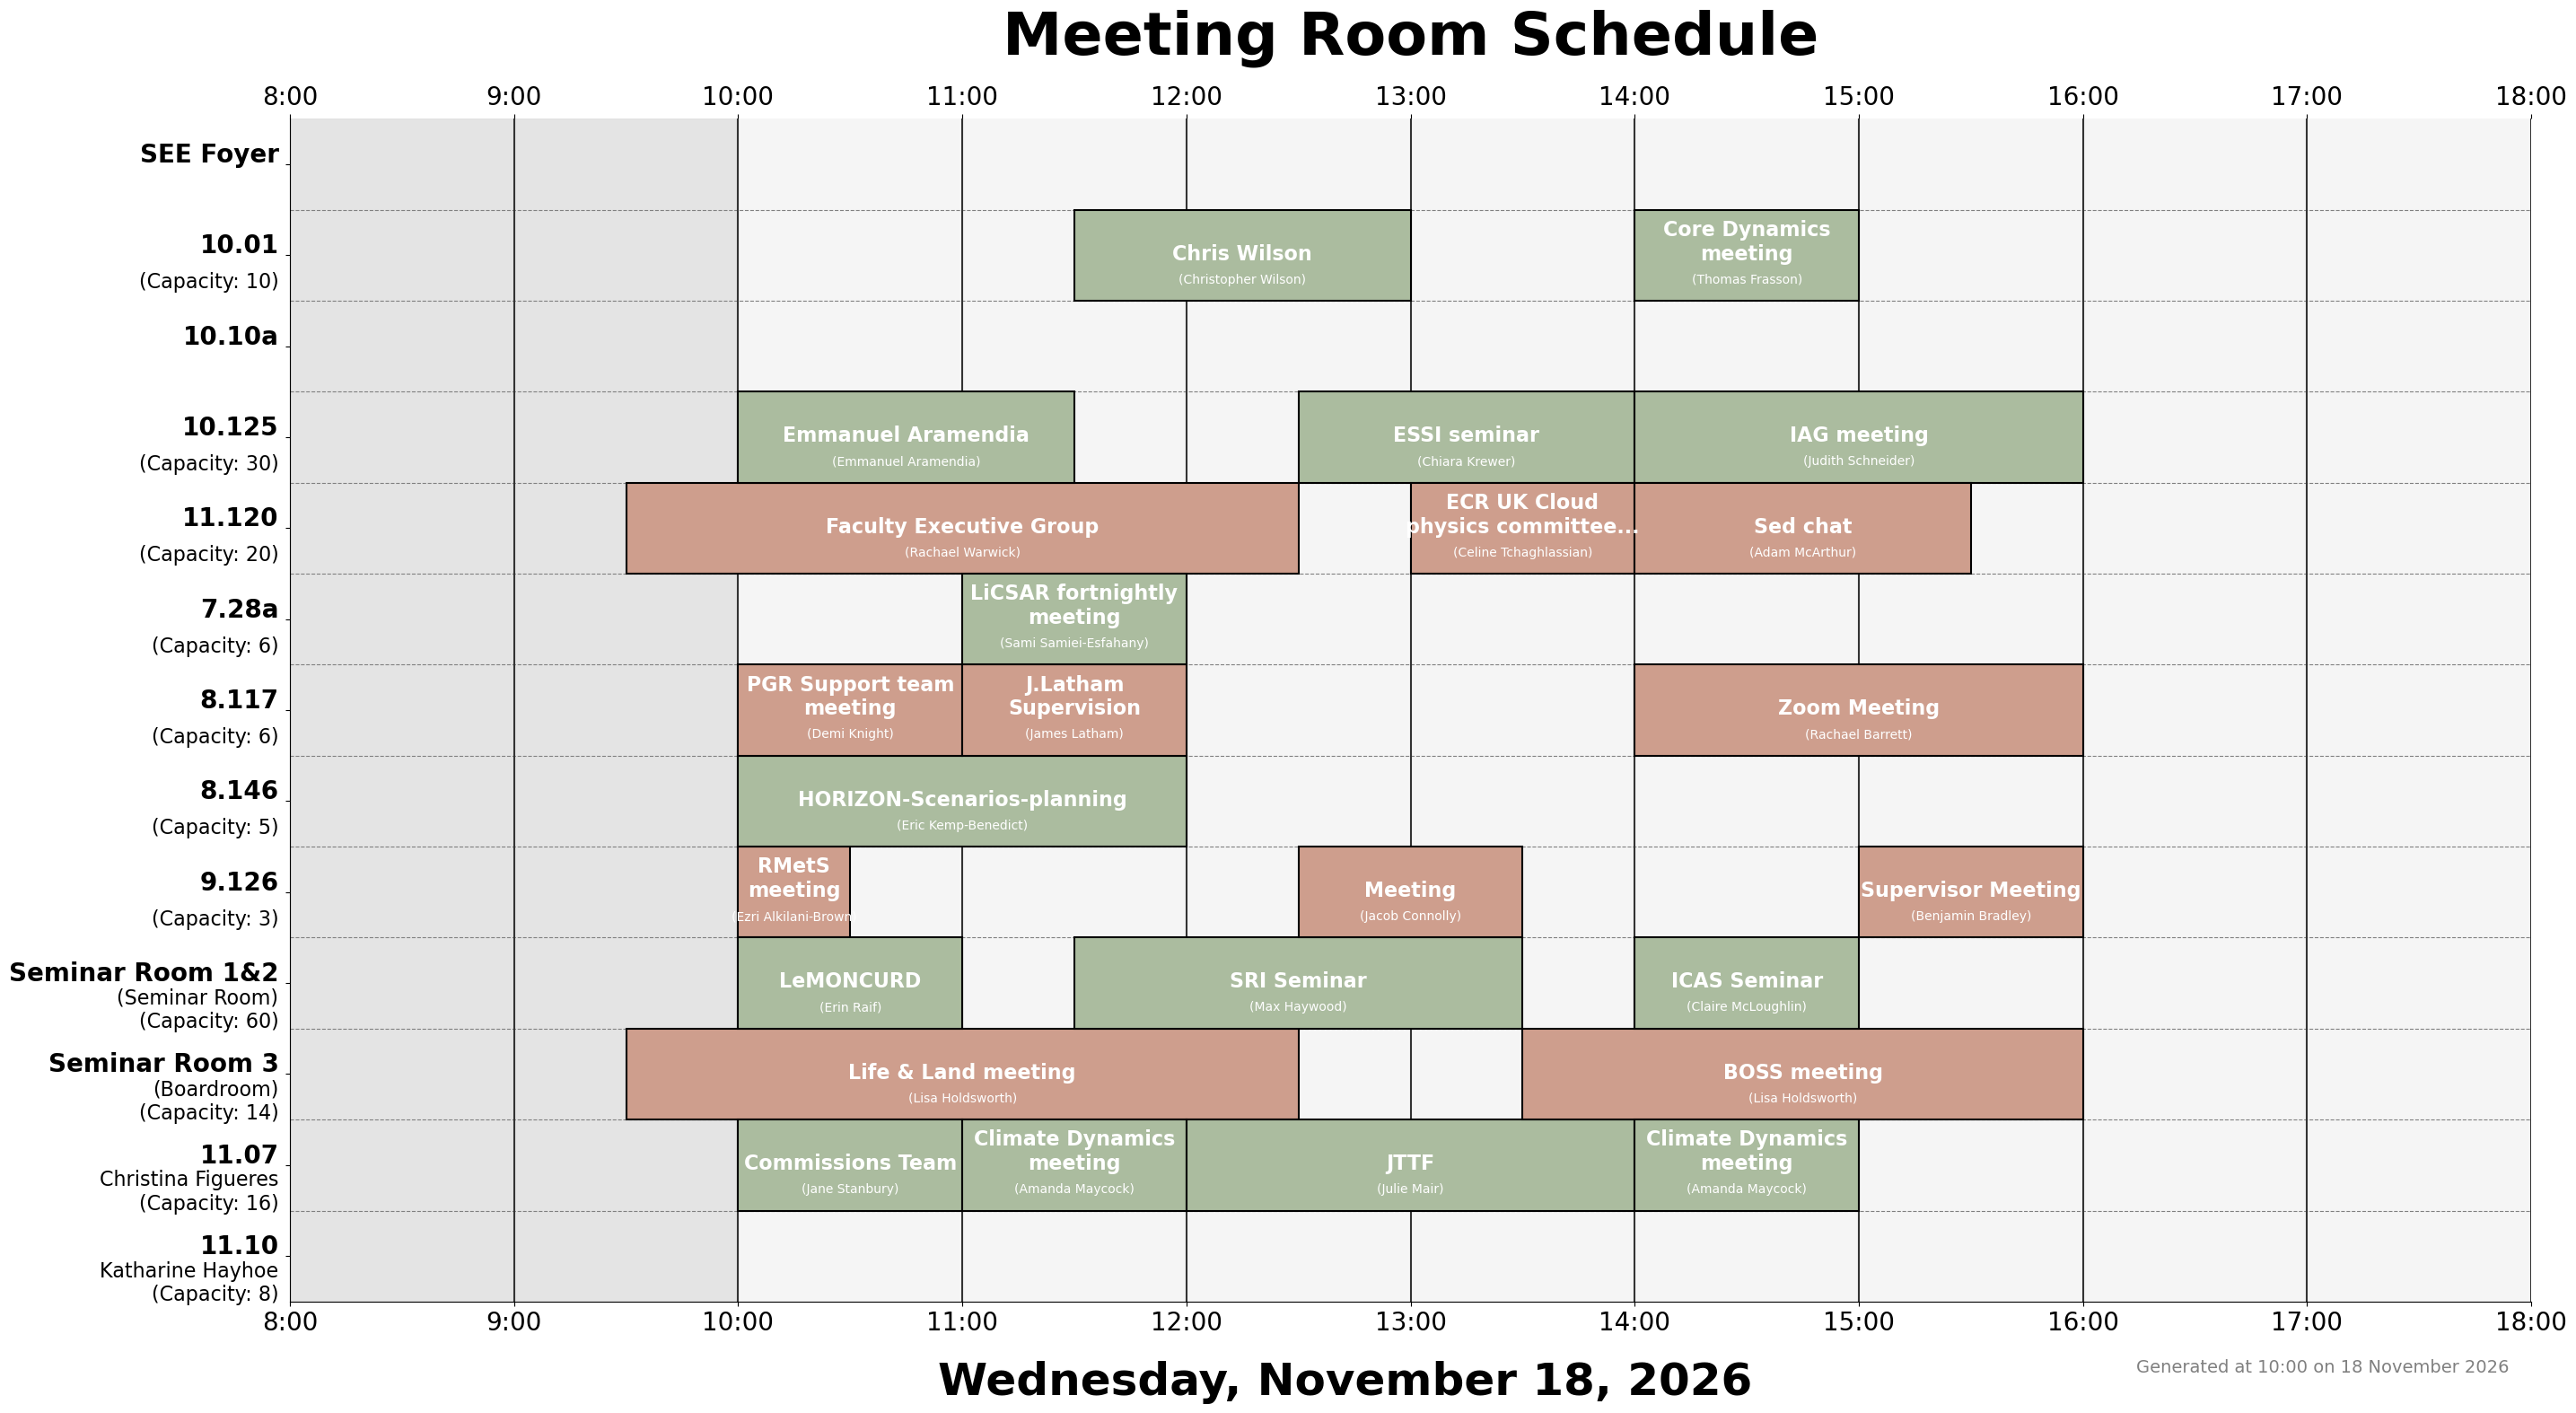 Meeting Room Schedule
8:00 9:00 10:00 11:00 12:00 13:00 14:00 15:00 16:00 17:00 18:00
SEE Foyer
10.01
(Capacity: 10)
Chris Wilson
(Christopher Wilson)
Core Dynamics
meeting
(Thomas Frasson)
10.10a
10.125
(Capacity: 30)
Emmanuel Aramendia
(Emmanuel Aramendia)
ESSI seminar
(Chiara Krewer)
IAG meeting
(Judith Schneider)
11.120
(Capacity: 20)
Faculty Executive Group
(Rachael Warwick)
ECR UK Cloud
physics committee...
(Celine Tchaghlassian)
Sed chat
(Adam McArthur)
7.28a
(Capacity: 6)
LiCSAR fortnightly
meeting
(Sami Samiei-Esfahany)
8.117
(Capacity: 6)
PGR Support team
meeting
(Demi Knight)
J.Latham
Supervision
(James Latham)
Zoom Meeting
(Rachael Barrett)
8.146
(Capacity: 5)
HORIZON-Scenarios-planning
(Eric Kemp-Benedict)
9.126
(Capacity: 3)
RMetS
meeting
(Ezri Alkilani-Brown)
Meeting
(Jacob Connolly)
Supervisor Meeting
(Benjamin Bradley)
Seminar Room 1&2
(Seminar Room)
(Capacity: 60)
LeMONCURD
(Erin Raif)
SRI Seminar
(Max Haywood)
ICAS Seminar
(Claire McLoughlin)
Seminar Room 3
(Boardroom)
(Capacity: 14)
Life & Land meeting
(Lisa Holdsworth)
BOSS meeting
(Lisa Holdsworth)
11.07
Christina Figueres
(Capacity: 16)
Commissions Team
(Jane Stanbury)
Climate Dynamics
meeting
(Amanda Maycock)
JTTF
(Julie Mair)
Climate Dynamics
meeting
(Amanda Maycock)
11.10
Katharine Hayhoe
(Capacity: 8)
8:00 9:00 10:00 11:00 12:00 13:00 14:00 15:00 16:00 17:00 18:00
Wednesday, November 18, 2026
Generated at 10:00 on 18 November 2026